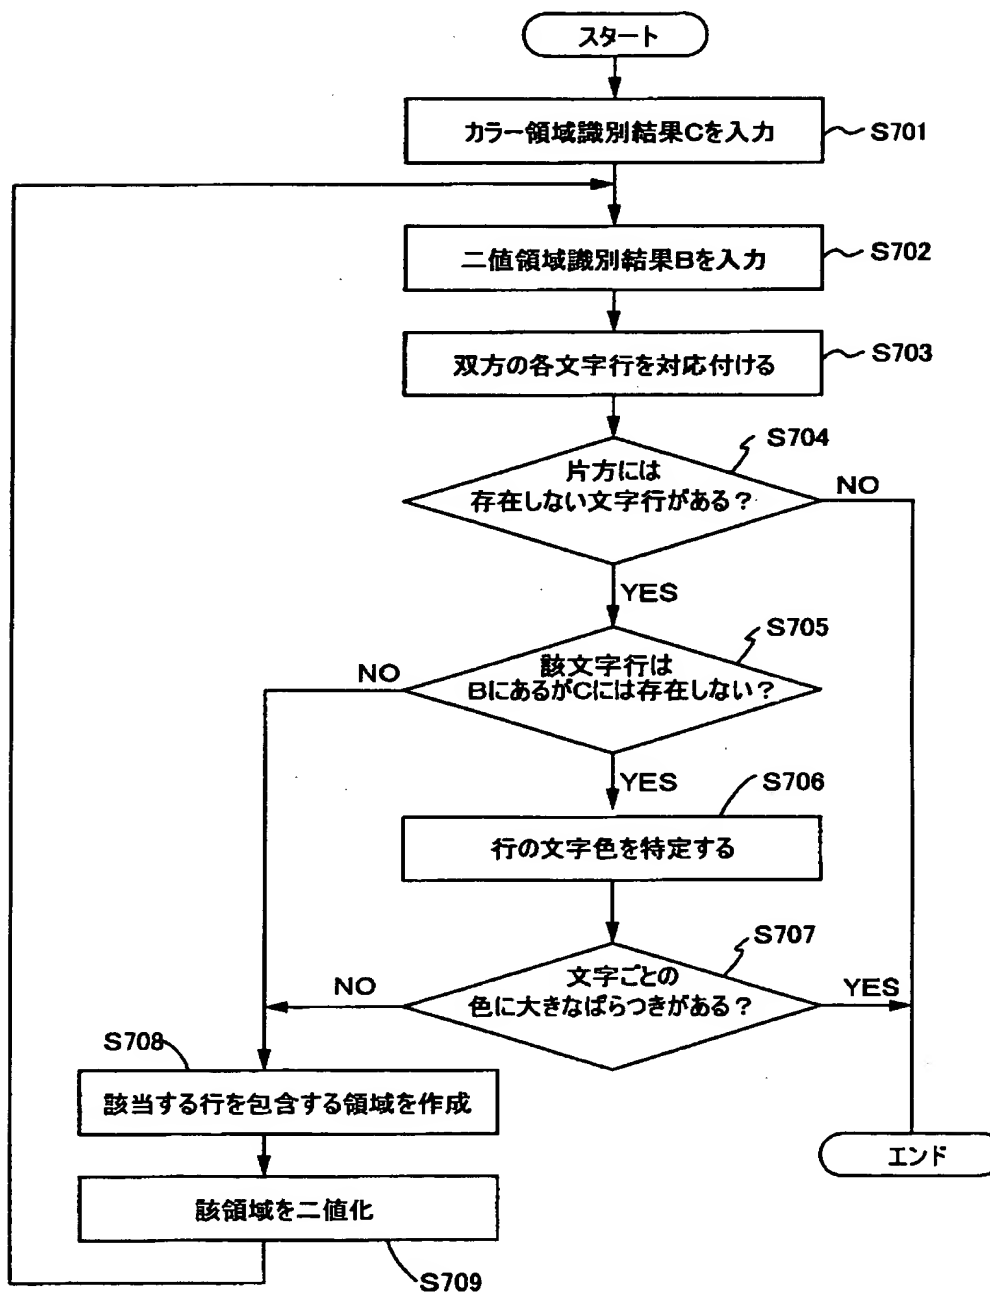 スタート
カラー領域識別結果Cを入力
S701
二値領域識別結果Bを入力
S702
双方の各文字行を対応付ける
S703
S704
片方には
存在しない文字行がある？
NO
YES
S705
該文字行は
BにあるがCには存在しない？
NO
YES
S706
行の文字色を特定する
S707
文字ごとの
色に大きなばらつきがある？
NO
YES
S708
該当する行を包含する領域を作成
エンド
該領域を二値化
S709